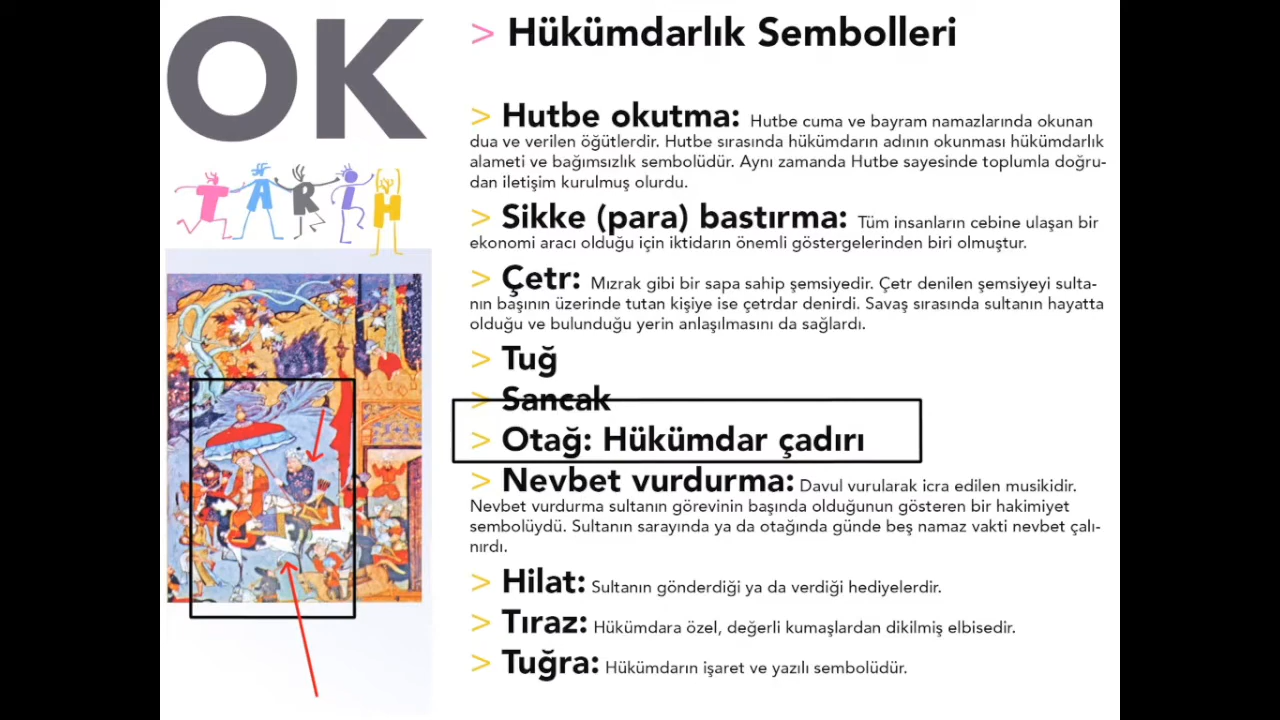 OK
TARİH
> Hükümdarlık Sembolleri
> Hutbe okutma: Hutbe cuma ve bayram namazlarında okunan
dua ve verilen öğütlerdir. Hutbe sırasında hükümdarın adının okunması hükümdarlık
alameti ve bağımsızlık sembolüdür. Aynı zamanda Hutbe sayesinde toplumla doğru-
dan iletişim kurulmuş olurdu.
> Sikke (para) bastırma: Tüm insanların cebine ulaşan bir
ekonomi aracı olduğu için iktidarın önemli göstergelerinden biri olmuştur.
> Çetr: Mızrak gibi bir sapa sahip şemsiyedir. Çetr denilen şemsiyeyi sulta-
nın başının üzerinde tutan kişiye ise çetrdar denirdi. Savaş sırasında sultanın hayatta
olduğu ve bulunduğu yerin anlaşılmasını da sağlardı.
> Tuğ
> Sancak
> Otağ: Hükümdar çadırı
> Nevbet vurdurma: Davul vurularak icra edilen musikidir.
Nevbet vurdurma sultanın görevinin başında olduğunun gösteren bir hakimiyet
sembolüydü. Sultanın sarayında ya da otağında günde beş namaz vakti nevbet çalı-
nırdı.
> Hilat: Sultanın gönderdiği ya da verdiği hediyelerdir.
> Tıraz: Hükümdara özel, değerli kumaşlardan dikilmiş elbisedir.
> Tuğra: Hükümdarın işaret ve yazılı sembolüdür.